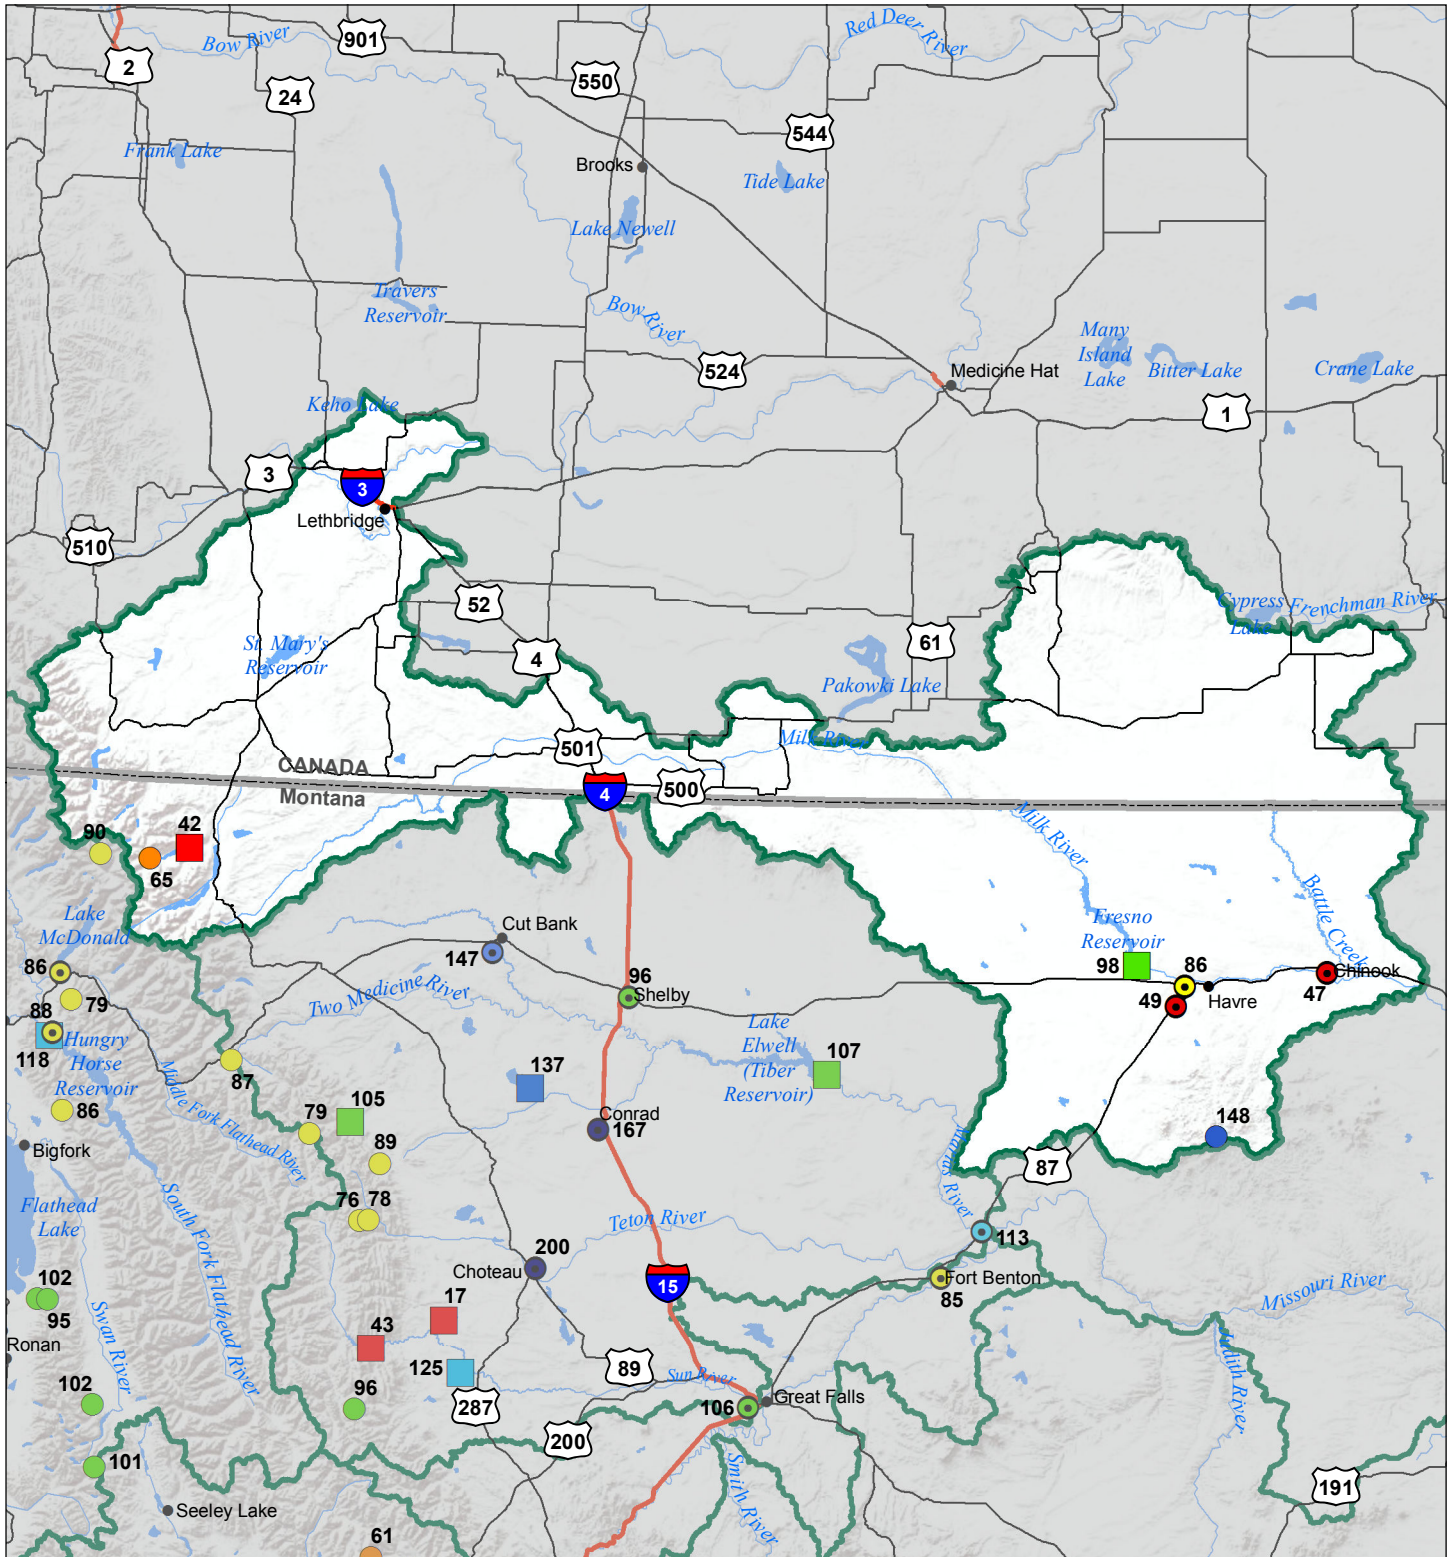 Bow River
901
Red Deer River
2
24
550
544
Frank Lake
Brooks
Tide Lake
Lake Newell
Travers
Reservoir
Bow River
Many
Island
Lake
Bitter Lake
Crane Lake
524
Medicine Hat
1
Keho Lake
3
3
Lethbridge
510
52
Cypress
Lake
Frenchman River
61
St. Mary's
Reservoir
4
Pakowki Lake
501
Milk River
CANADA
Montana
4
500
90
42
65
Milk River
Battle Creek
Lake
McDonald
Fresno
Reservoir
Cut Bank
147
86
79
96
Shelby
98
86
49
Havre
Chinook
47
Two Medicine River
88
118
Hungry
Horse
Reservoir
Lake
Elwell
(Tiber
Reservoir)
107
137
87
Middle Fork Flathead River
86
105
79
Conrad
167
148
Bigfork
89
Marias River
87
Flathead
Lake
South Fork Flathead River
76
78
Teton River
113
200
Choteau
15
Fort Benton
85
102
95
Swan River
17
Missouri River
Ronan
43
125
89
Sun River
Judith River
102
96
287
106
Great Falls
200
101
Smith River
191
Seeley Lake
61